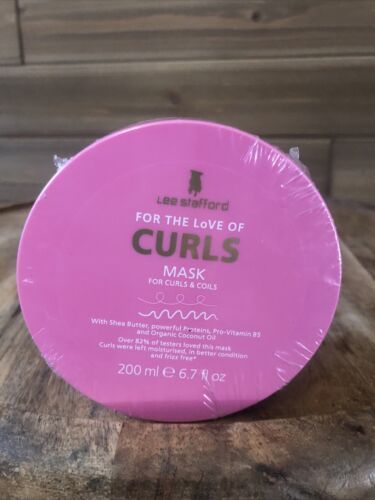 Lee Stafford
FOR THE LoVE OF
CURLS
MASK
FOR CURLS & COILS
With Shea Butter, powerful Proteins, Pro-Vitamin B5
and Organic Coconut Oil
Over 82% of testers loved this mask
Curls were left moisturised, in better condition
and frizz free*
200 ml ℮ 6.7 fl oz